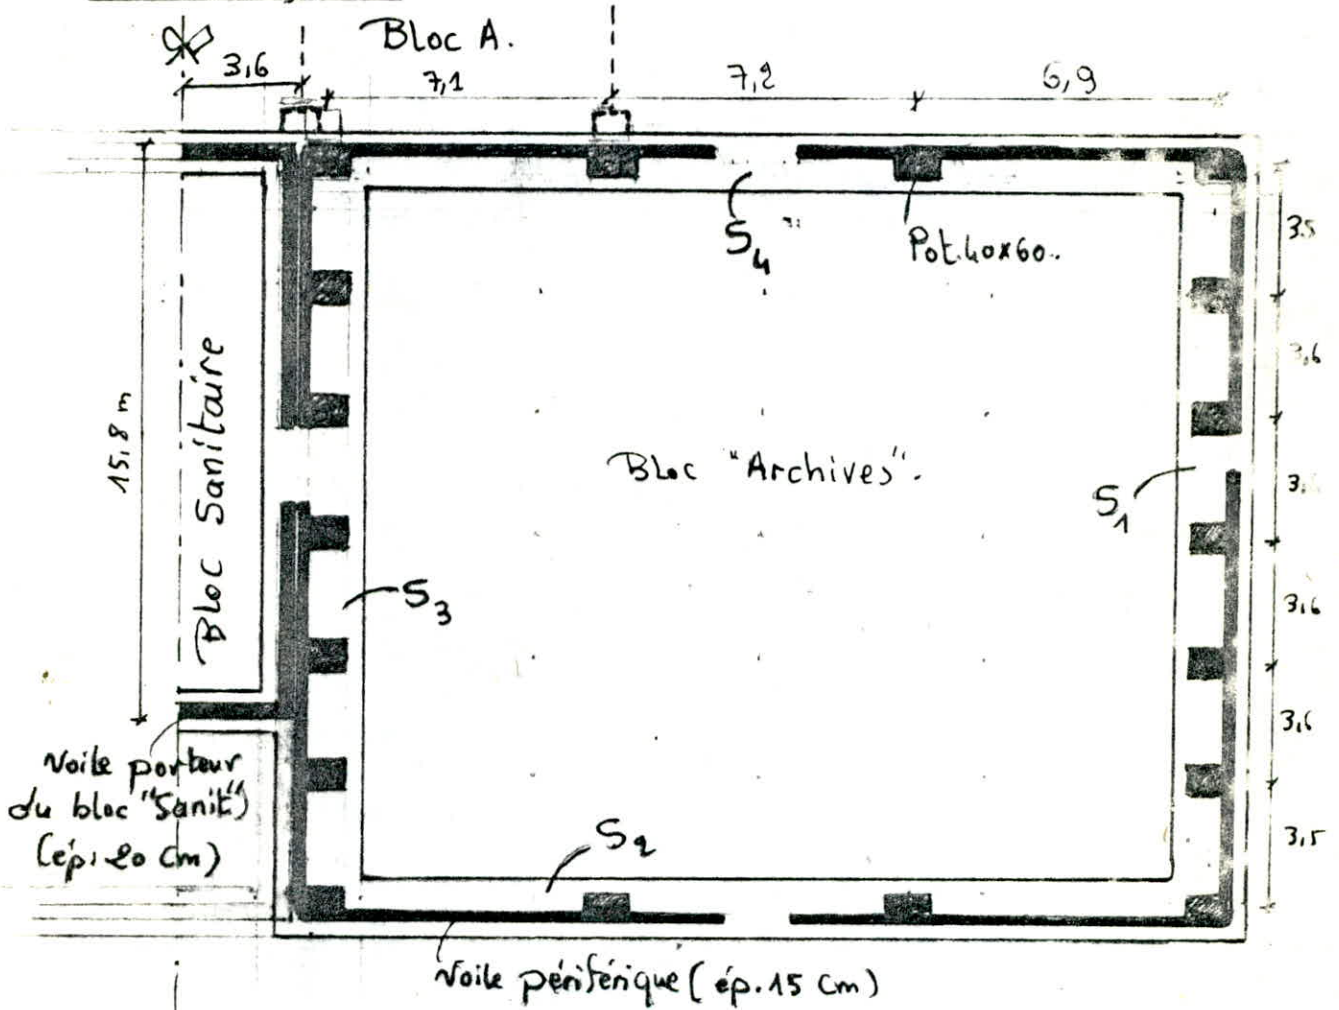 Bloc A.
3,6
7,1
7,2
6,9
S4
Pot.40x60.
3,5
3,6
15,8 m
Bloc Sanitaire
Bloc "Archives".
S1
3,
S3
3,6
3,6
Voile porteur
du bloc "Sanit")
(ép: 20 Cm)
S2
3,5
Voile périférique ( ép. 15 Cm)